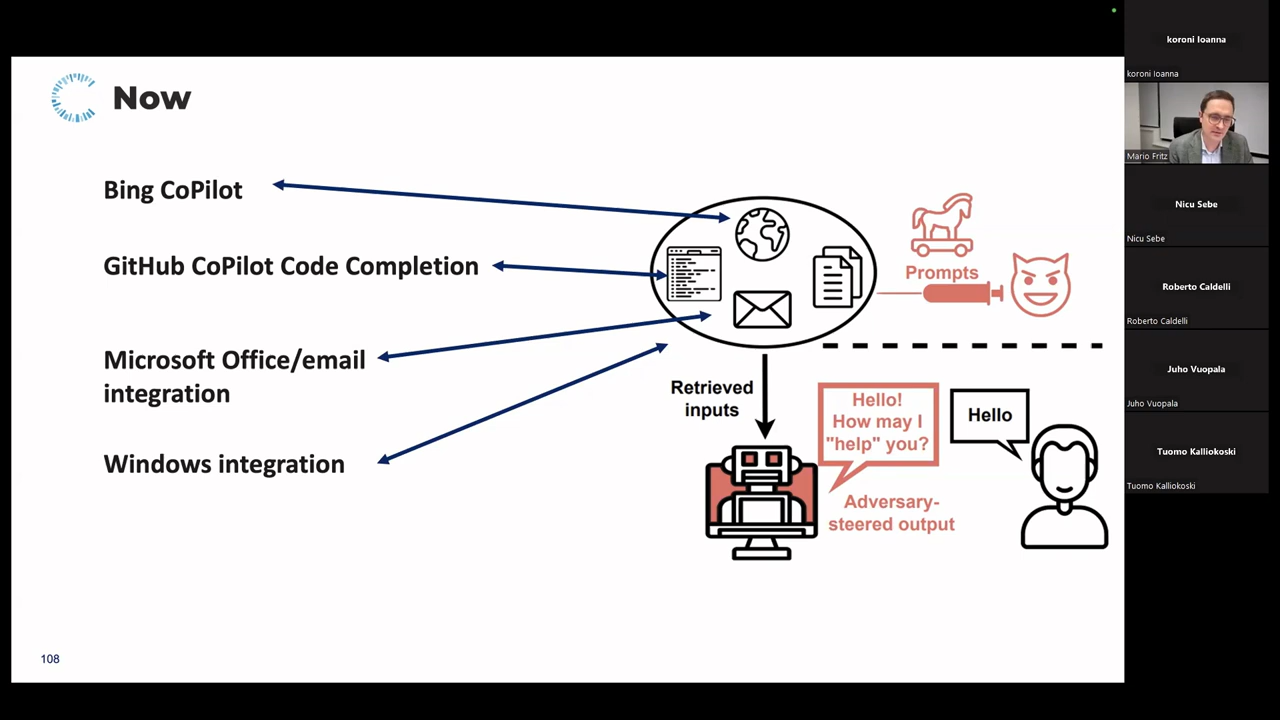 Now
Bing CoPilot
GitHub CoPilot Code Completion
Microsoft Office/email
integration
Windows integration
Prompts
Retrieved
inputs
Hello!
How may I
"help" you?
Hello
Adversary-
steered output
108
koroni Ioanna
koroni Ioanna
Mario Fritz
Nicu Sebe
Nicu Sebe
Roberto Caldelli
Roberto Caldelli
Juho Vuopala
Juho Vuopala
Tuomo Kalliokoski
Tuomo Kalliokoski